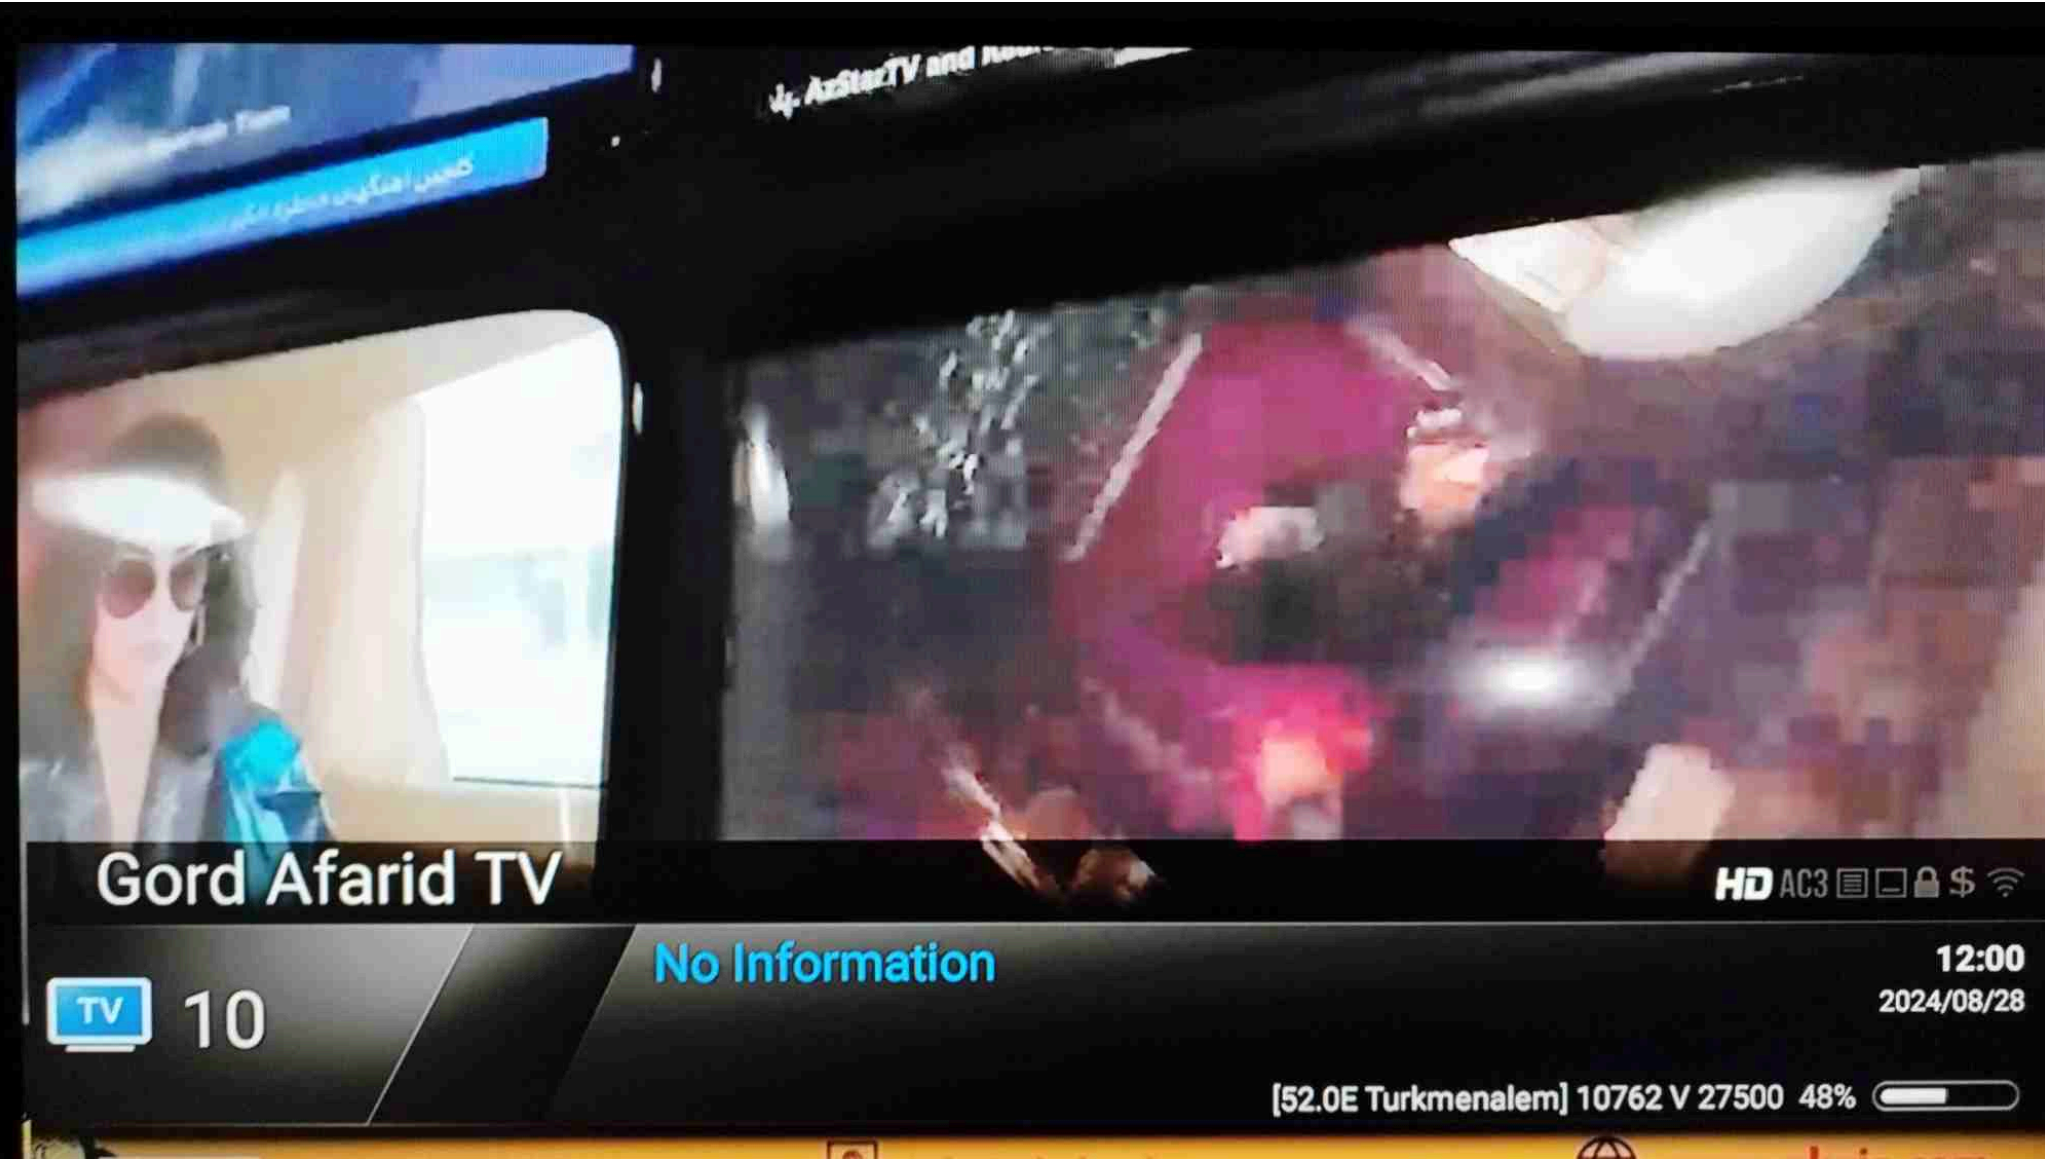 AzStarTV and
Gord Afarid TV
HD AC3 $
TV 10
No Information
12:00
2024/08/28
[52.0E Turkmenalem] 10762 V 27500 48%